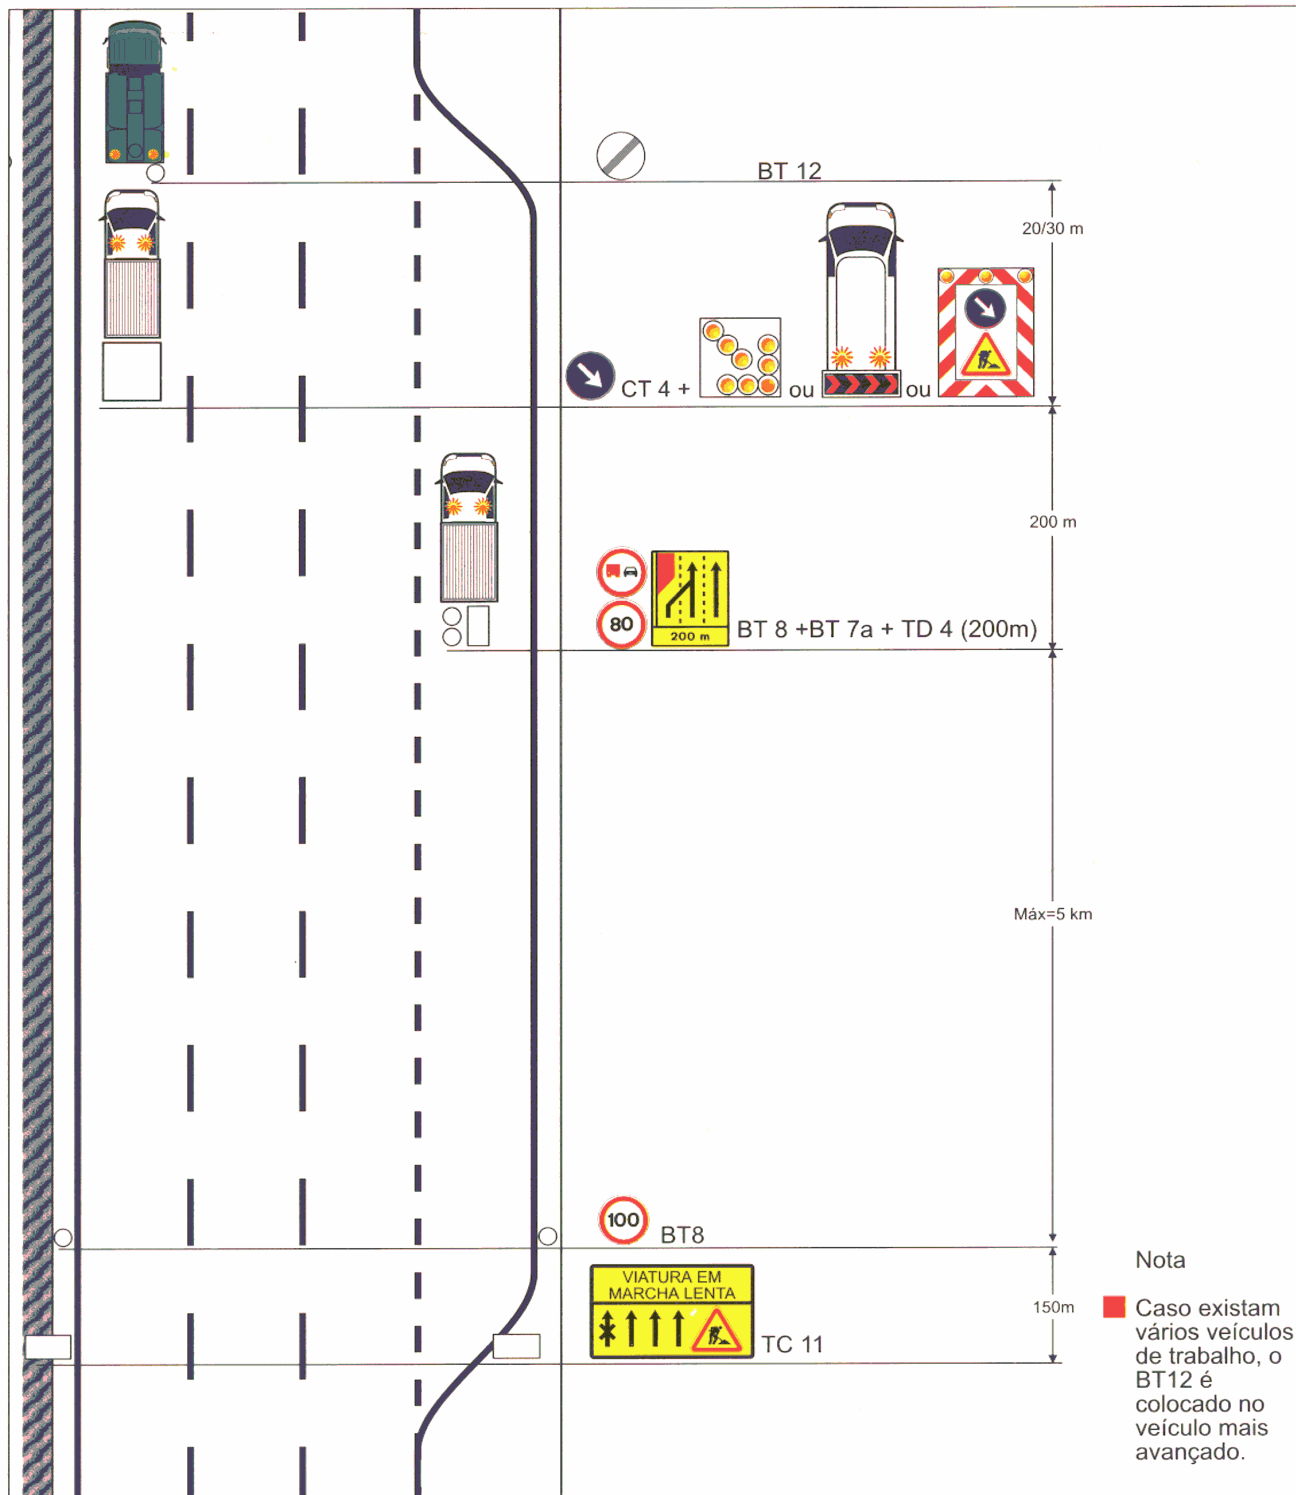 BT 12
20/30 m
CT 4 + ou ou
200 m
80
200 m
BT 8 +BT 7a + TD 4 (200m)
Máx=5 km
100
BT8
VIATURA EM
MARCHA LENTA
TC 11
150m
Nota
Caso existam
vários veículos
de trabalho, o
BT12 é
colocado no
veículo mais
avançado.